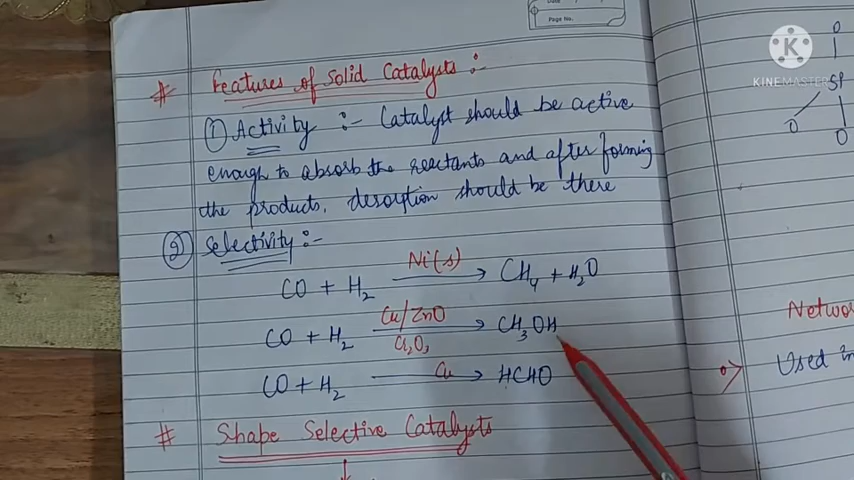 Page No.
# Features of Solid Catalysts :-
① Activity :- Catalyst should be active
enough to absorb the reactants and after forming
the products, desorption should be there
② Selectivity :-
CO + H2 Ni(s) → CH4 + H2O
CO + H2 Cu/ZnO Cr2O3 → CH3OH
CO + H2 Cu → HCHO
# Shape Selective Catalysts
KINEMASTER
K
O
Si
O
O
Networ
Used in